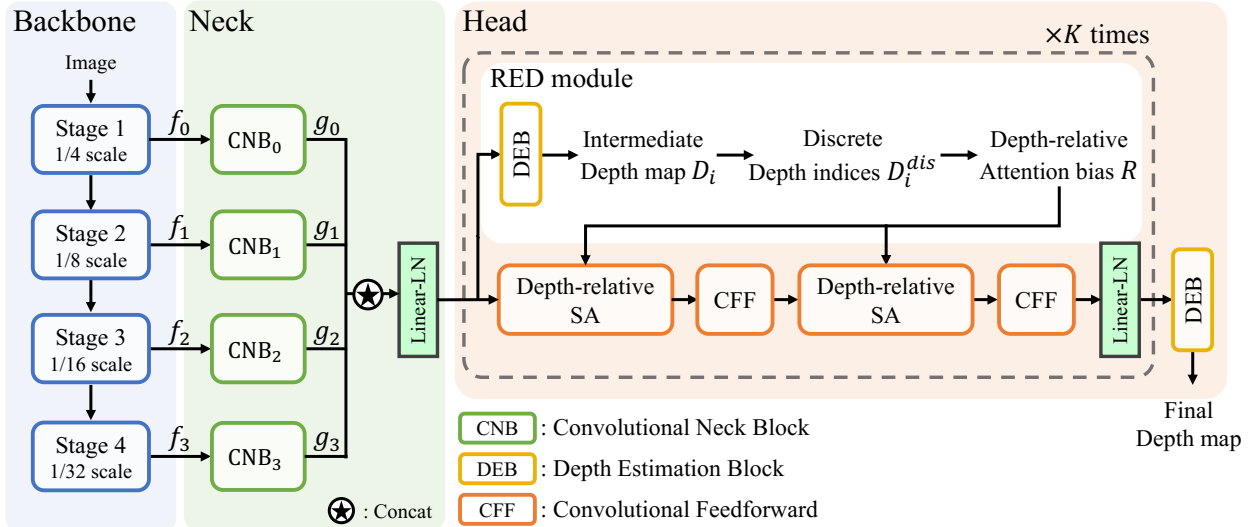 Backbone
Neck
Head
×K times
Image
RED module
Stage 1
1/4 scale
f₀
CNB₀
g₀
DEB
Intermediate
Depth map Dᵢ
Discrete
Depth indices Dᵢᵈⁱˢ
Depth-relative
Attention bias R
Stage 2
1/8 scale
f₁
CNB₁
g₁
Linear-LN
Depth-relative
SA
CFF
Depth-relative
SA
CFF
Linear-LN
DEB
Stage 3
1/16 scale
f₂
CNB₂
g₂
Final
Depth map
Stage 4
1/32 scale
f₃
CNB₃
g₃
: Concat
CNB : Convolutional Neck Block
DEB : Depth Estimation Block
CFF : Convolutional Feedforward